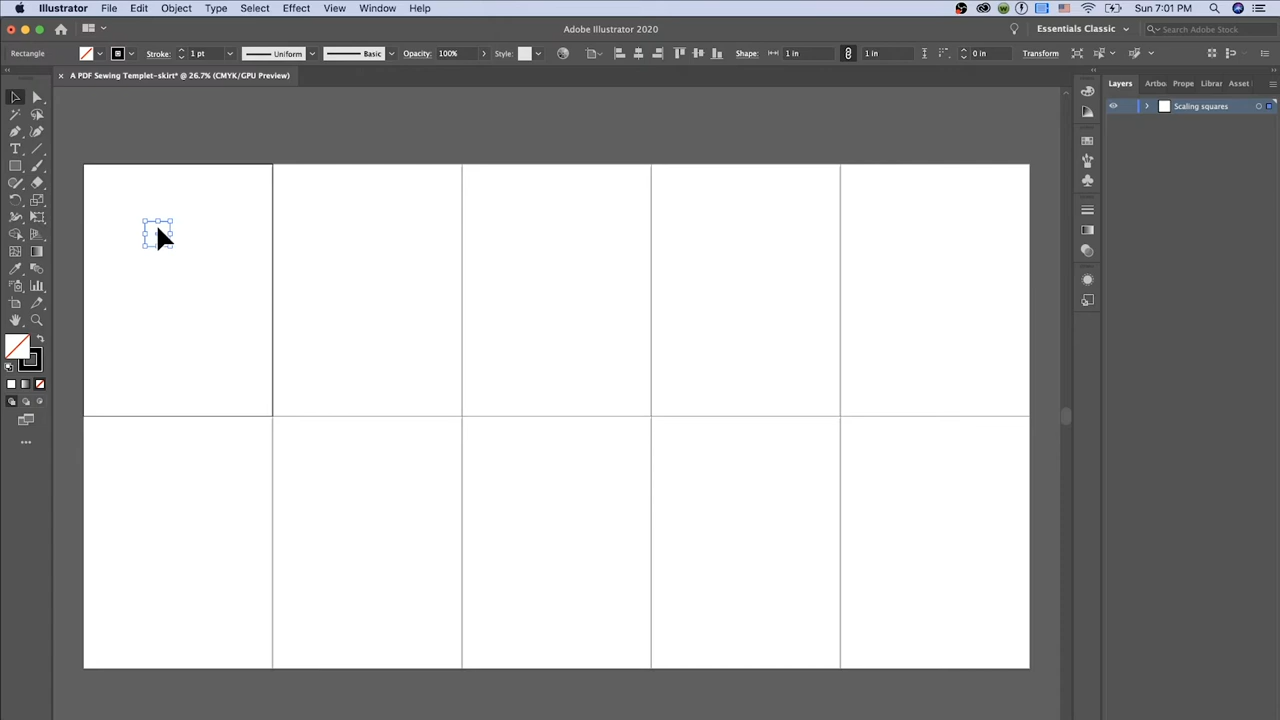 Illustrator File Edit Object Type Select Effect View Window Help Sun 7:01 PM
Adobe Illustrator 2020 Essentials Classic Search Adobe Stock
Rectangle Stroke: 1 pt Uniform Basic Opacity: 100% Style: Shape: 1 in 1 in 0 in Transform
× A PDF Sewing Templet-skirt* @ 26.7% (CMYK/GPU Preview)
Layers Artbo Prope Librar Asset
Scaling squares